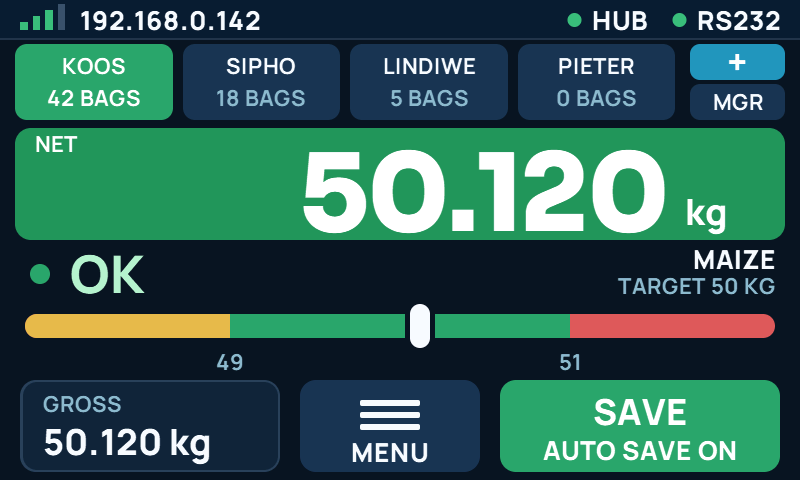 192.168.0.142 HUB RS232
KOOS SIPHO LINDIWE PIETER +
42 BAGS 18 BAGS 5 BAGS 0 BAGS MGR
NET
50.120 kg
OK
MAIZE
TARGET 50 KG
49 51
GROSS
50.120 kg
MENU
SAVE
AUTO SAVE ON